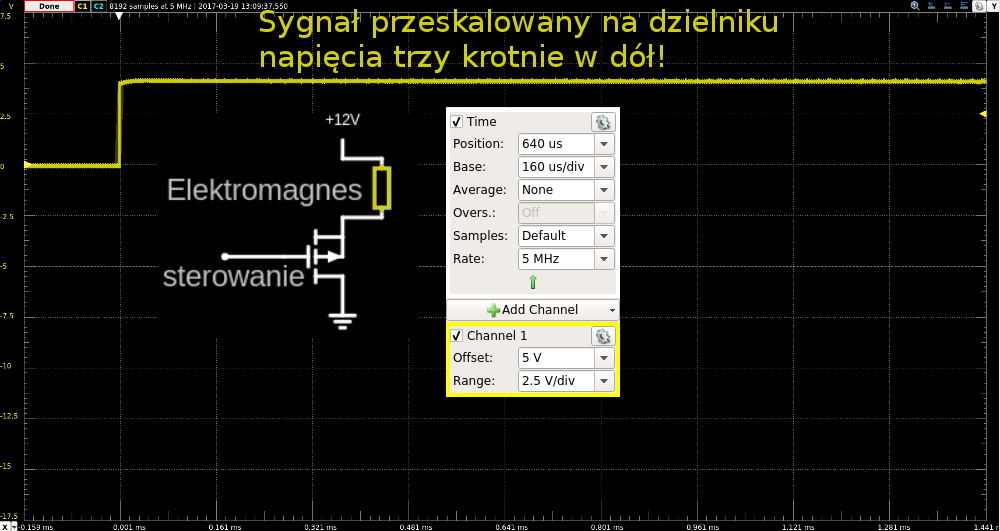 V Done C1 C2 8192 samples at 5 MHz | 2017-03-19 13:09:37.550 Y
Sygnał przeskalowany na dzielniku
napięcia trzy krotnie w dół!
7.5
5
2.5
0
-2.5
-5
-7.5
-10
-12.5
-15
-17.5
+12V
Elektromagnes
sterowanie
Time
Position: 640 us
Base: 160 us/div
Average: None
Overs.: Off
Samples: Default
Rate: 5 MHz
Add Channel
Channel 1
Offset: 5 V
Range: 2.5 V/div
X -0.159 ms 0.001 ms 0.161 ms 0.321 ms 0.481 ms 0.641 ms 0.801 ms 0.961 ms 1.121 ms 1.281 ms 1.441 ms